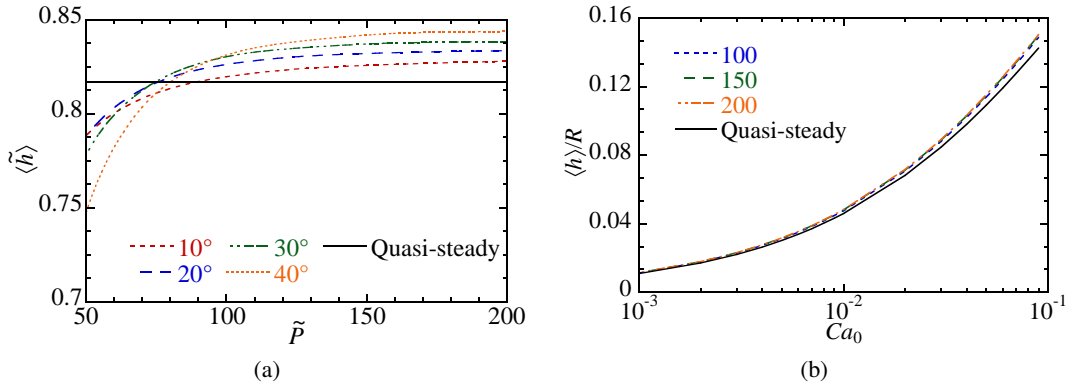 0.85
0.8
0.75
0.7
⟨h̃⟩
10° 30° Quasi-steady
20° 40°
50 100 150 200
P̃
(a)
0.16
0.12
0.08
0.04
0
⟨h⟩/R
100
150
200
Quasi-steady
10⁻³ 10⁻² 10⁻¹
Ca₀
(b)